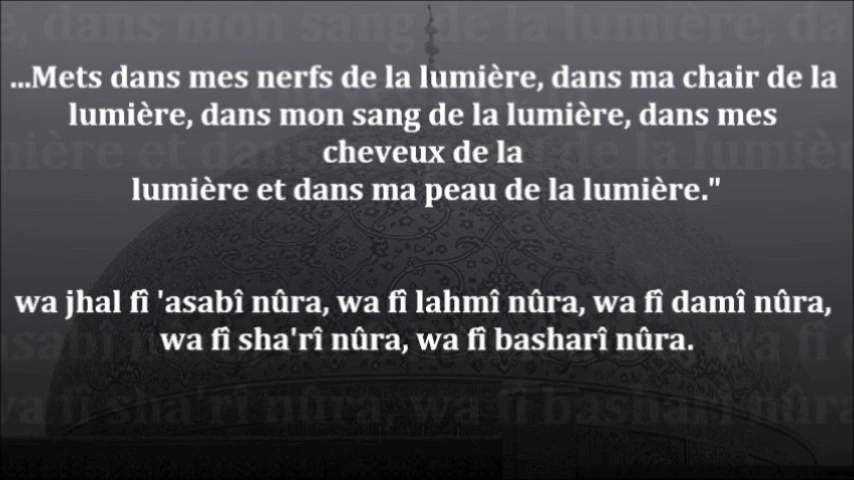 ...Mets dans mes nerfs de la lumière, dans ma chair de la
lumière, dans mon sang de la lumière, dans mes
cheveux de la
lumière et dans ma peau de la lumière."
wa jhal fî 'asabî nûra, wa fî lahmî nûra, wa fî damî nûra,
wa fî sha'rî nûra, wa fî basharî nûra.